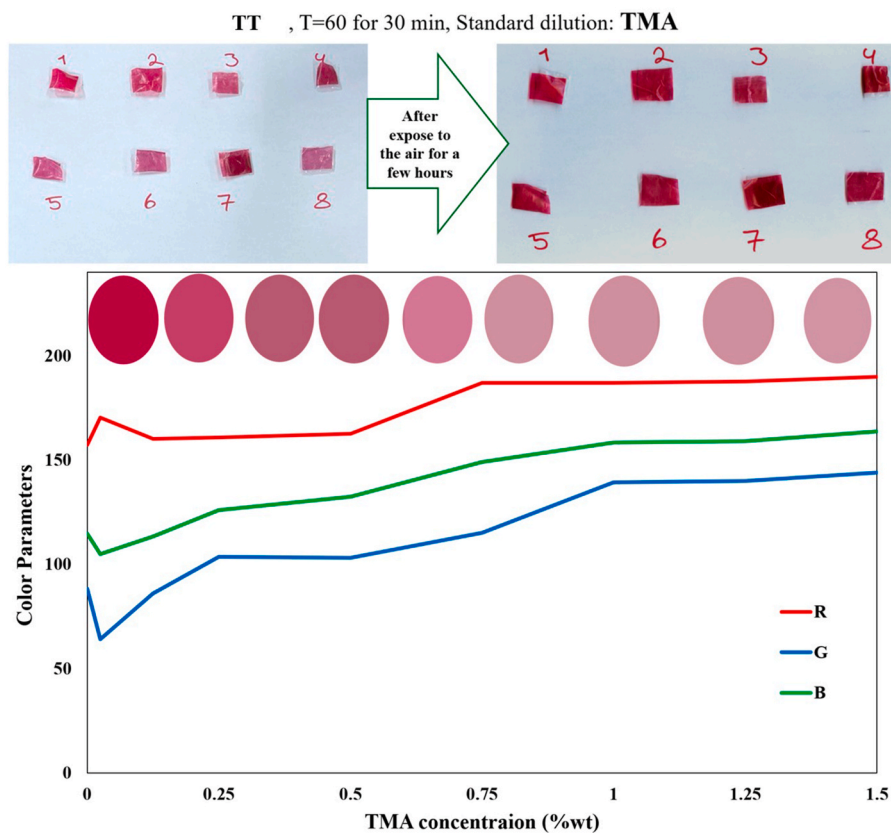 TT , T=60 for 30 min, Standard dilution: TMA
1 2 3 4
5 6 7 8
After
expose to
the air for a
few hours
1 2 3 4
5 6 7 8
Color Parameters
200
150
100
50
0
R
G
B
0 0.25 0.5 0.75 1 1.25 1.5
TMA concentraion (%wt)